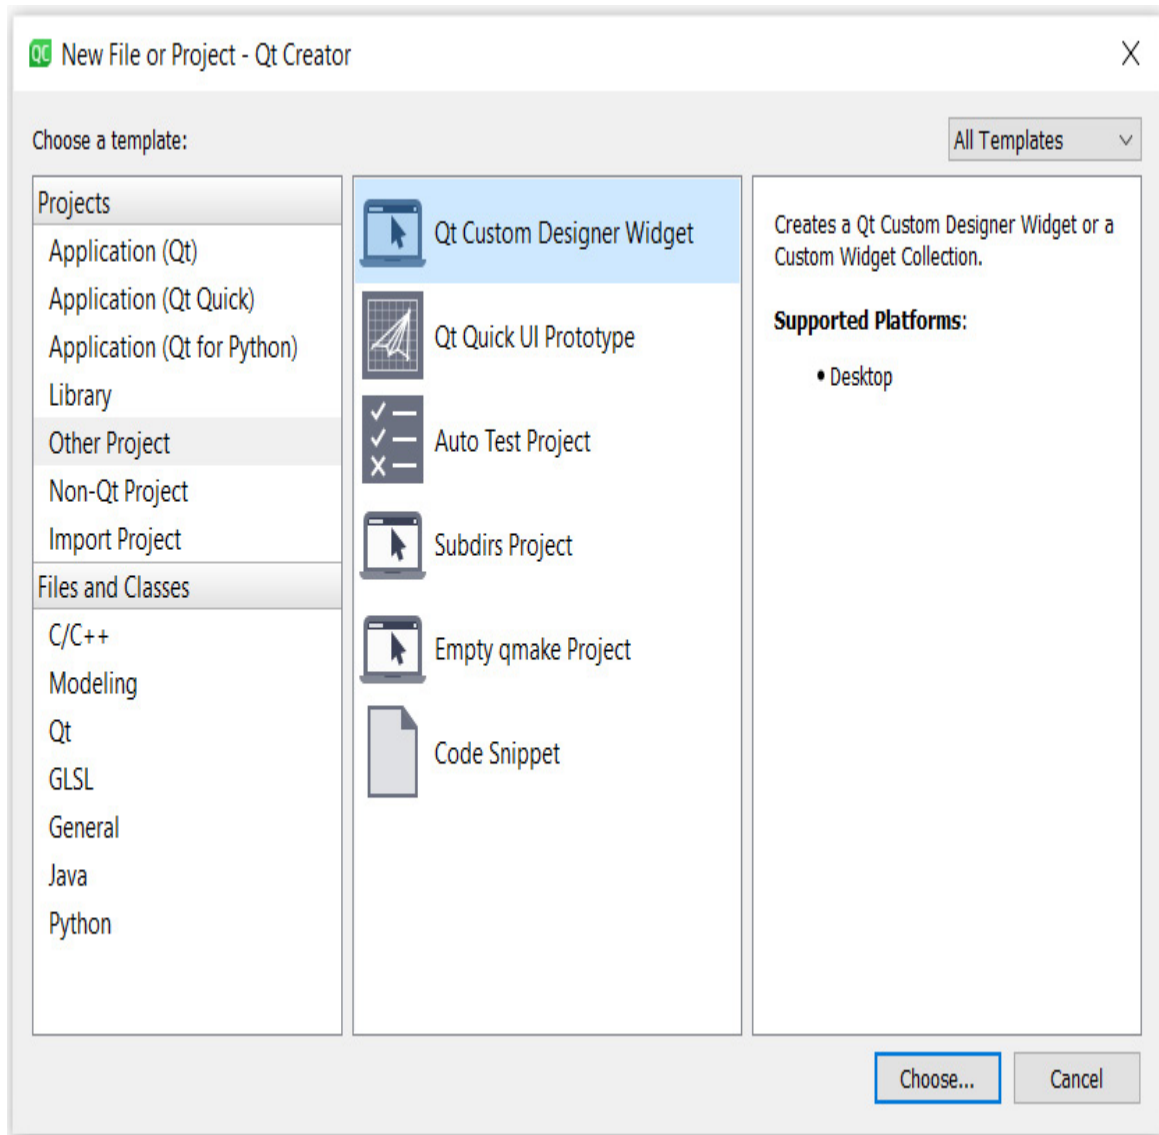 QC New File or Project - Qt Creator
Choose a template:
All Templates
Projects
Application (Qt)
Application (Qt Quick)
Application (Qt for Python)
Library
Other Project
Non-Qt Project
Import Project
Files and Classes
C/C++
Modeling
Qt
GLSL
General
Java
Python
Qt Custom Designer Widget
Qt Quick UI Prototype
Auto Test Project
Subdirs Project
Empty qmake Project
Code Snippet
Creates a Qt Custom Designer Widget or a
Custom Widget Collection.
Supported Platforms:
• Desktop
Choose...
Cancel